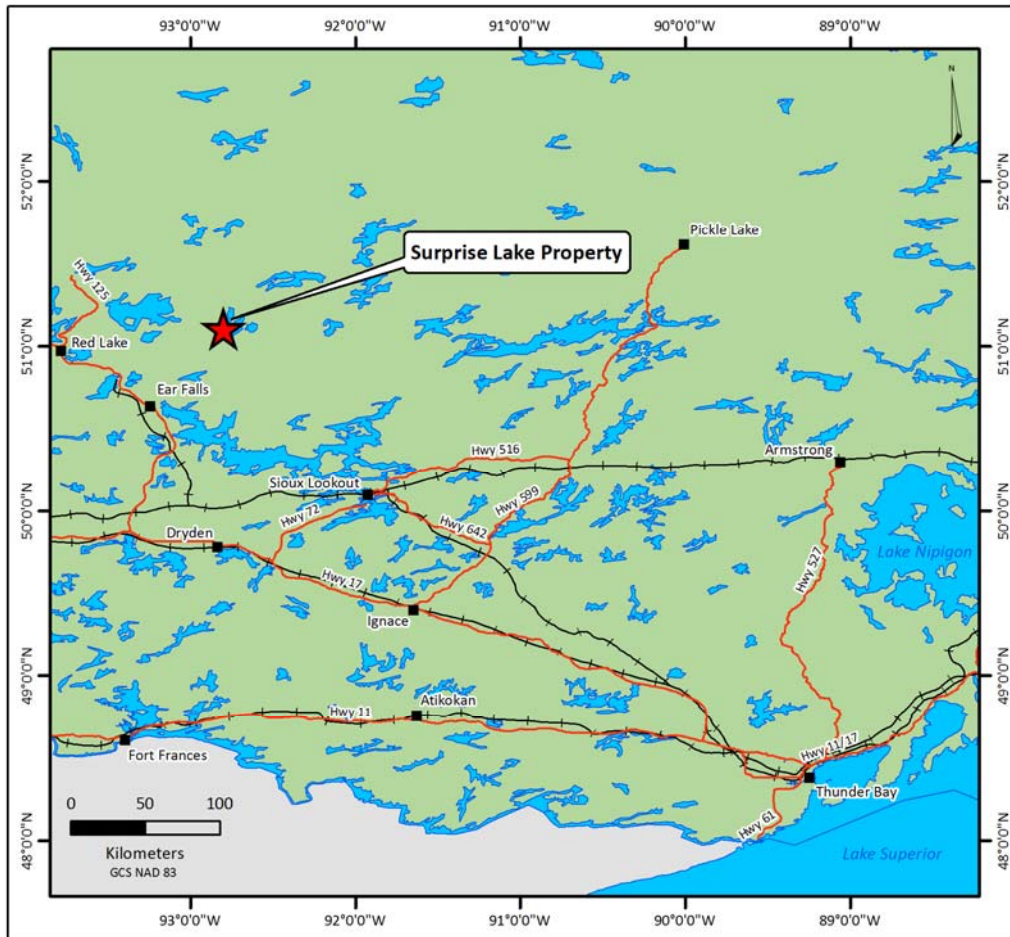 93°0'0"W 92°0'0"W 91°0'0"W 90°0'0"W 89°0'0"W
N
52°0'0"N
52°0'0"N
Pickle Lake
Surprise Lake Property
Hwy 125
51°0'0"N
51°0'0"N
Red Lake
Ear Falls
Hwy 516
Armstrong
Sioux Lookout
Hwy 599
50°0'0"N
50°0'0"N
Hwy 72
Hwy 642
Dryden
Lake Nipigon
Hwy 527
Hwy 17
Ignace
49°0'0"N
49°0'0"N
Atikokan
Hwy 11
Fort Frances
Hwy 11/17
Thunder Bay
0 50 100
Hwy 61
48°0'0"N
48°0'0"N
Kilometers
GCS NAD 83
Lake Superior
93°0'0"W 92°0'0"W 91°0'0"W 90°0'0"W 89°0'0"W